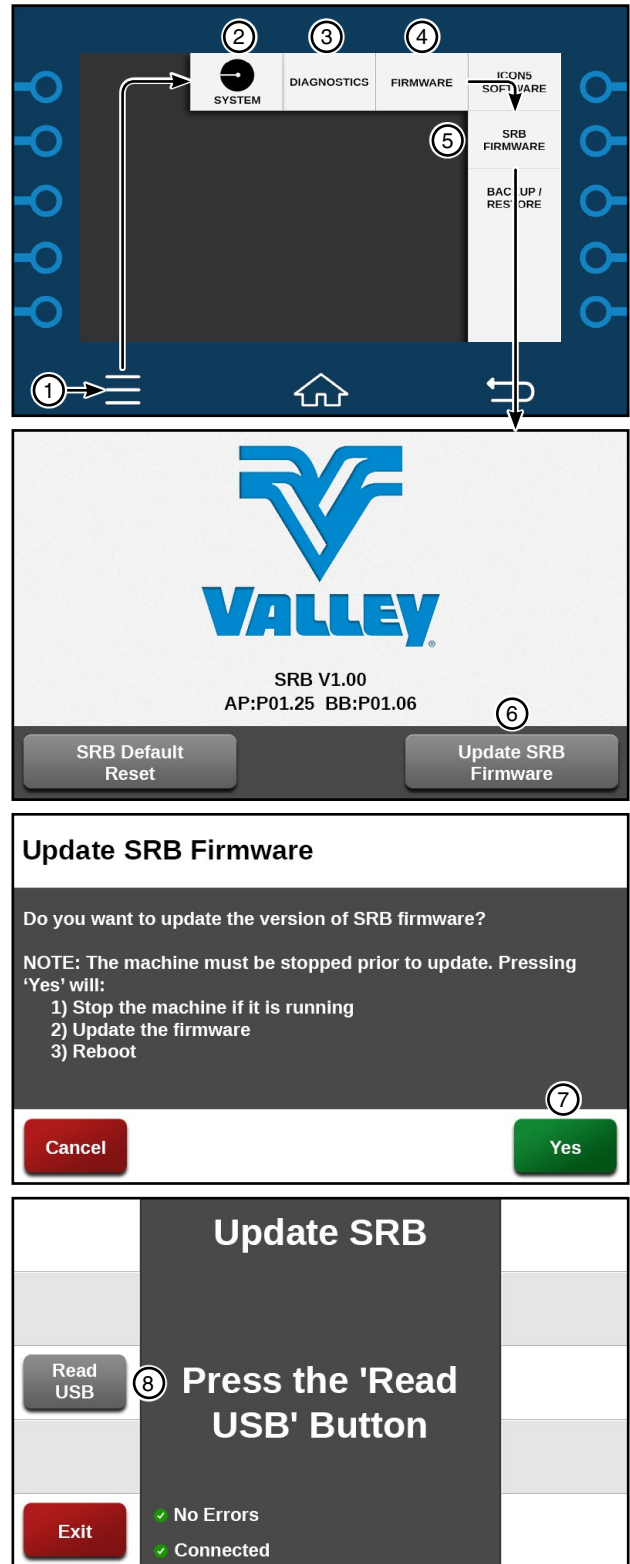 2
3
4
SYSTEM
DIAGNOSTICS
FIRMWARE
ICON5
SOFTWARE
5
SRB
FIRMWARE
BACKUP /
RESTORE
1
VALLEY®
SRB V1.00
AP:P01.25 BB:P01.06
6
SRB Default
Reset
Update SRB
Firmware
Update SRB Firmware
Do you want to update the version of SRB firmware?
NOTE: The machine must be stopped prior to update. Pressing
‘Yes’ will:
1) Stop the machine if it is running
2) Update the firmware
3) Reboot
7
Cancel
Yes
Update SRB
Read
USB
8
Press the 'Read
USB' Button
No Errors
Exit
Connected